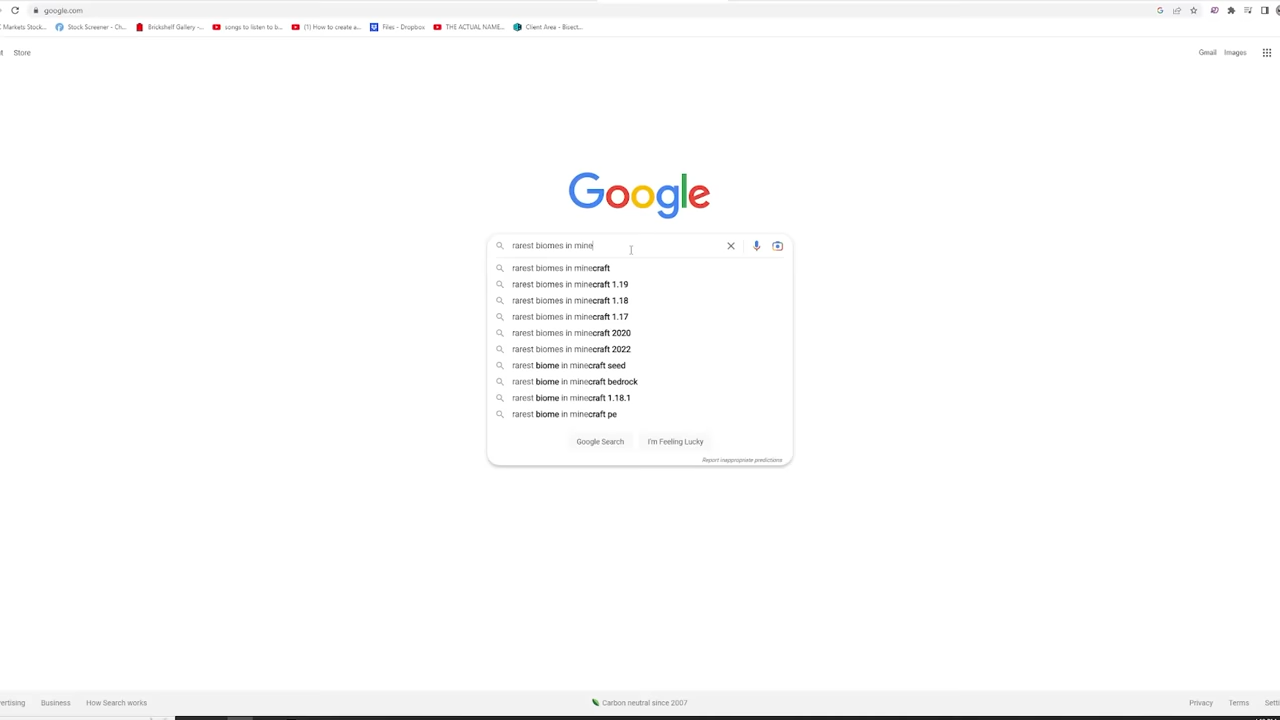 google.com
Markets Stock...
Stock Screener - Ch...
Brickshelf Gallery -...
songs to listen to b...
(1) How to create a...
Files - Dropbox
THE ACTUAL NAME...
Client Area - Bisect...
Store
Gmail
Images
Google
rarest biomes in mine
rarest biomes in minecraft
rarest biomes in minecraft 1.19
rarest biomes in minecraft 1.18
rarest biomes in minecraft 1.17
rarest biomes in minecraft 2020
rarest biomes in minecraft 2022
rarest biome in minecraft seed
rarest biome in minecraft bedrock
rarest biome in minecraft 1.18.1
rarest biome in minecraft pe
Google Search
I'm Feeling Lucky
Report inappropriate predictions
ertising
Business
How Search works
Carbon neutral since 2007
Privacy
Terms
Setti